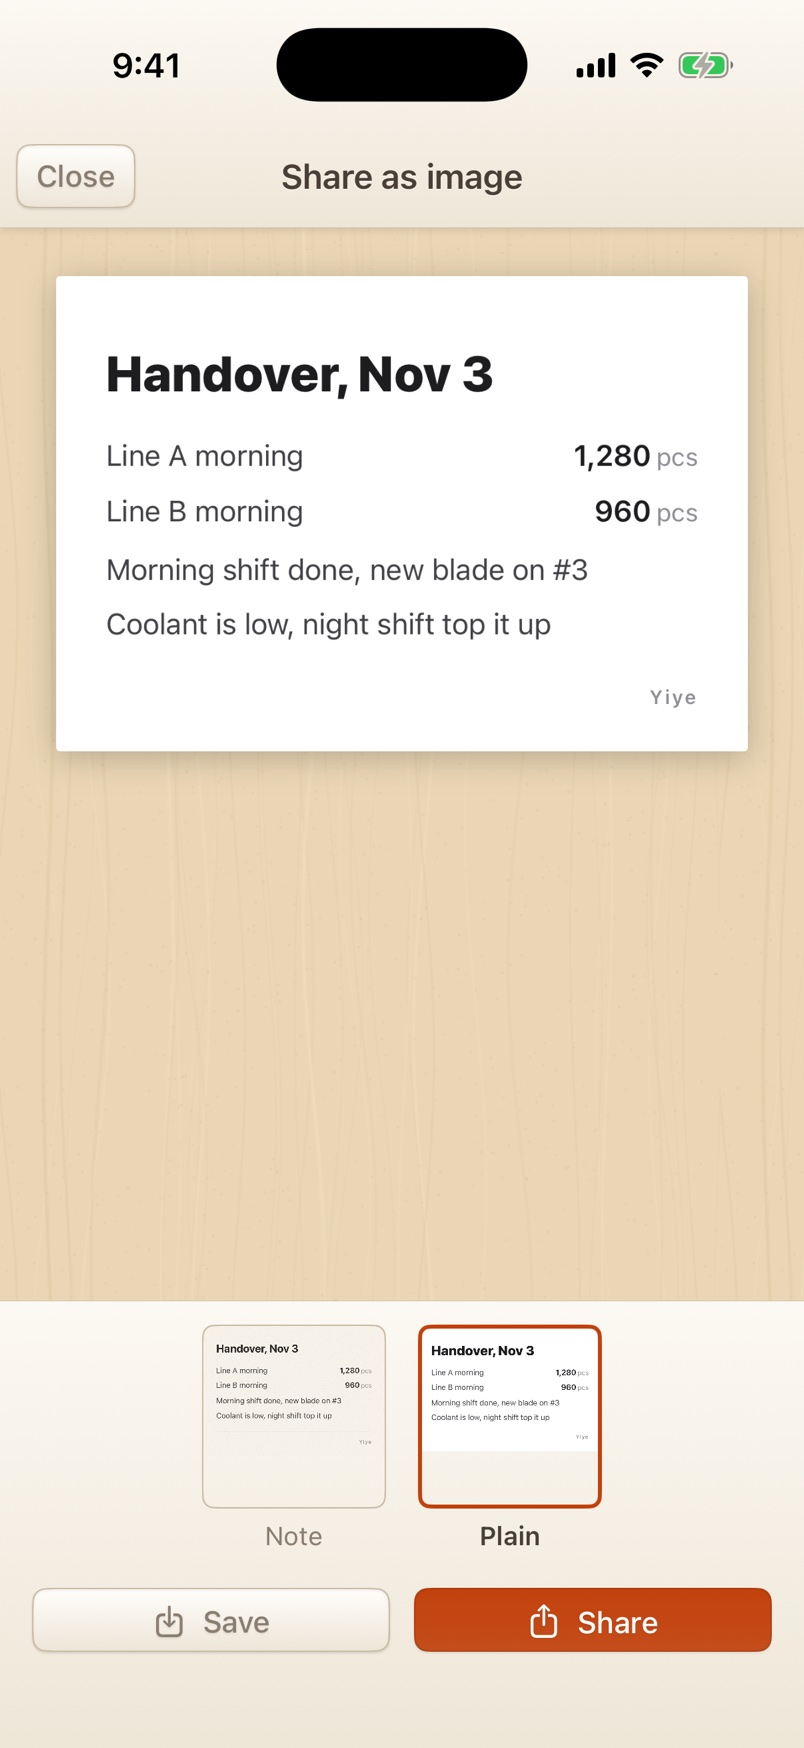 9:41
Close
Share as image
Handover, Nov 3
Line A morning 1,280 pcs
Line B morning 960 pcs
Morning shift done, new blade on #3
Coolant is low, night shift top it up
Yiye
Handover, Nov 3
Line A morning 1,280 pcs
Line B morning 960 pcs
Morning shift done, new blade on #3
Coolant is low, night shift top it up
Yiye
Note
Handover, Nov 3
Line A morning 1,280 pcs
Line B morning 960 pcs
Morning shift done, new blade on #3
Coolant is low, night shift top it up
Yiye
Plain
Save
Share